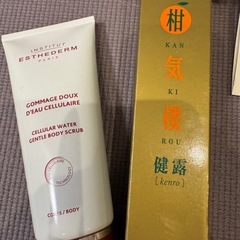 INSTITUT
ESTHEDERM
PARIS
GOMMAGE DOUX
D'EAU CELLULAIRE
CELLULAR WATER
GENTLE BODY SCRUB
CORPS/BODY
柑
KAN
気
KI
楼
ROU
健露
[kenro]